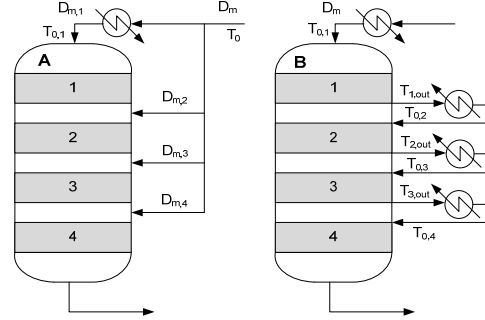 D_m,1
D_m
T_0,1
T_0
A
1
D_m,2
2
D_m,3
3
D_m,4
4
D_m
T_0,1
B
1
T_1,out
T_0,2
2
T_2,out
T_0,3
3
T_3,out
T_0,4
4